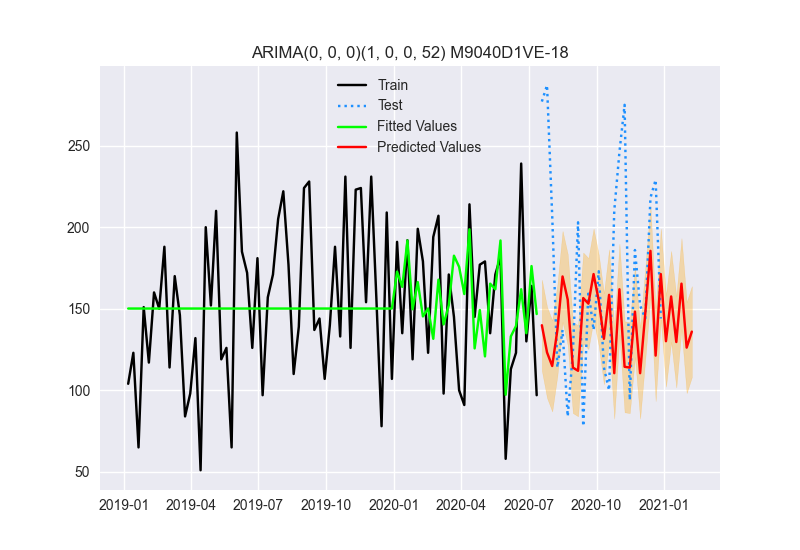 ARIMA(0, 0, 0)(1, 0, 0, 52) M9040D1VE-18
Train
Test
Fitted Values
Predicted Values
250
200
150
100
50
2019-01 2019-04 2019-07 2019-10 2020-01 2020-04 2020-07 2020-10 2021-01